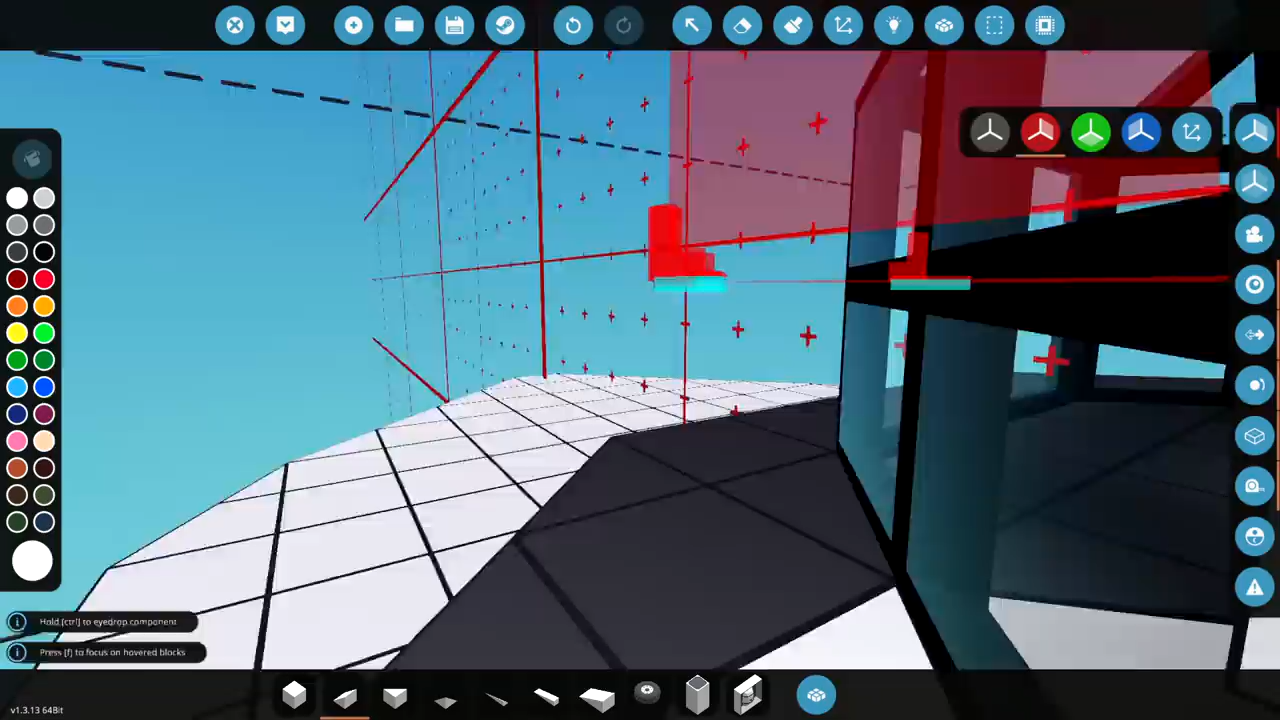 Hold [ctrl] to eyedrop component
Press [f] to focus on hovered blocks
v1.3.13 64Bit